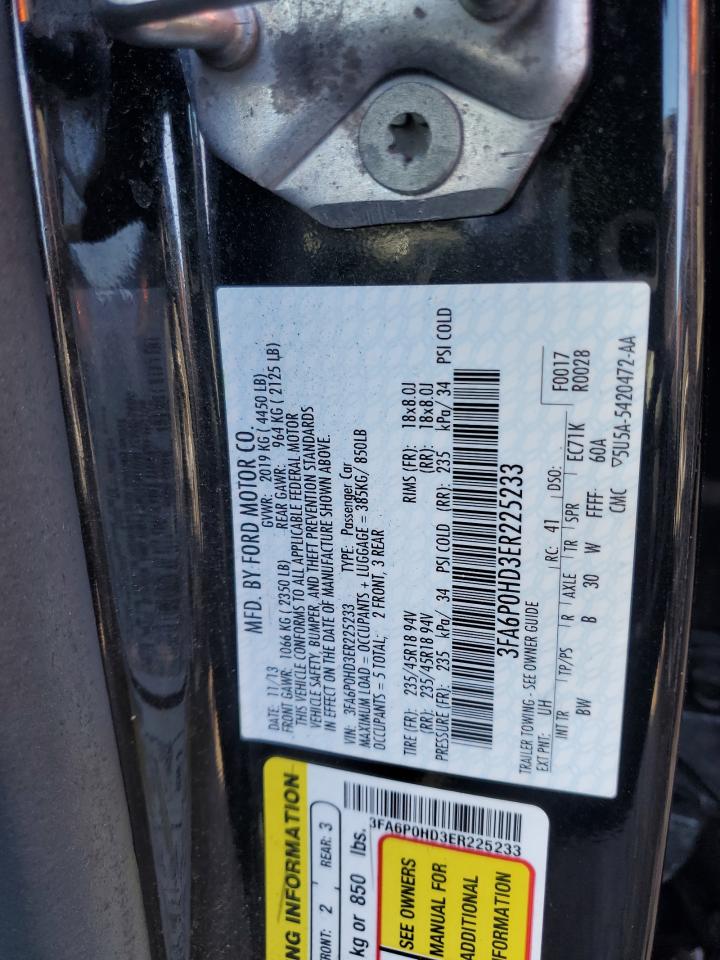 MFD. BY FORD MOTOR CO.
DATE: 11/13 GVWR: 2019 KG ( 4450 LB)
FRONT GAWR: 1066 KG ( 2350 LB) REAR GAWR: 964 KG ( 2125 LB)
THIS VEHICLE CONFORMS TO ALL APPLICABLE FEDERAL MOTOR
VEHICLE SAFETY, BUMPER, AND THEFT PREVENTION STANDARDS
IN EFFECT ON THE DATE OF MANUFACTURE SHOWN ABOVE.
VIN: 3FA6P0HD3ER225233 TYPE: Passenger Car
MAXIMUM LOAD = OCCUPANTS + LUGGAGE = 385KG/ 850LB
OCCUPANTS = 5 TOTAL; 2 FRONT, 3 REAR
TIRE (FR): 235/45R18 94V RIMS (FR): 18x8.0J
(RR): 235/45R18 94V (RR): 18x8.0J
PRESSURE (FR): 235 kPa/ 34 PSI COLD (RR): 235 kPa/ 34 PSI COLD
3FA6P0HD3ER225233
TRAILER TOWING - SEE OWNER GUIDE
EXT PNT: UH RC: 41 DSO: F0017
INT TR TP/PS R AXLE TR SPR EC71K R0028
BW B 30 W FFFF 60A
CMC ▽5U5A-5420472-AA
NG INFORMATION
FRONT: 2 REAR: 3
kg or 850 lbs.
3FA6P0HD3ER225233
SEE OWNERS
MANUAL FOR
ADDITIONAL
INFORMATION